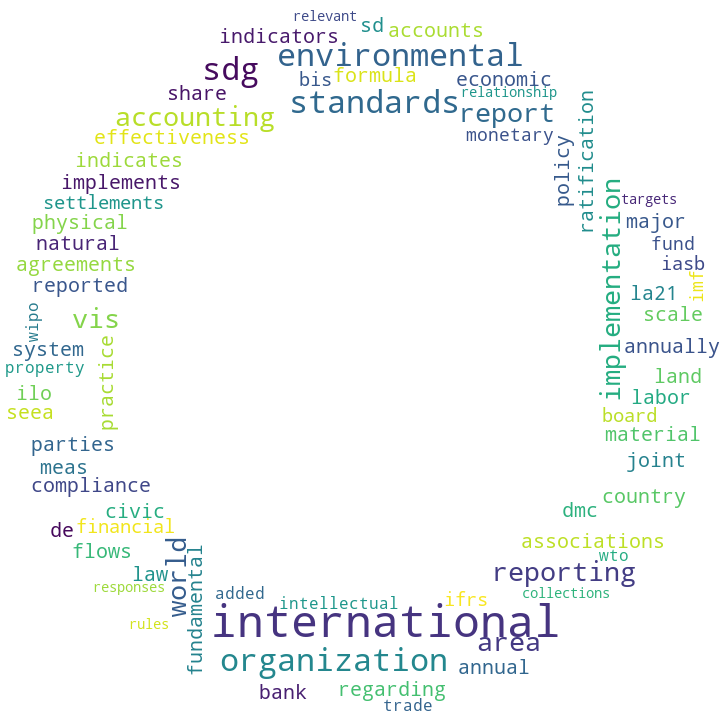 relevant
sd
accounts
indicators
environmental
sdg
bis
formula
economic
share
standards
relationship
report
accounting
monetary
effectiveness
policy
ratification
indicates
implements
targets
settlements
implementation
physical
major
natural
fund
agreements
iasb
reported
la21
imf
wipo
vis
scale
system
annually
property
practice
land
ilo
labor
seea
board
parties
material
meas
joint
compliance
country
civic
dmc
de
financial
associations
flows
world
wto
law
fundamental
reporting
responses
added
intellectual
ifrs
collections
rules
international
area
organization
annual
bank
regarding
trade